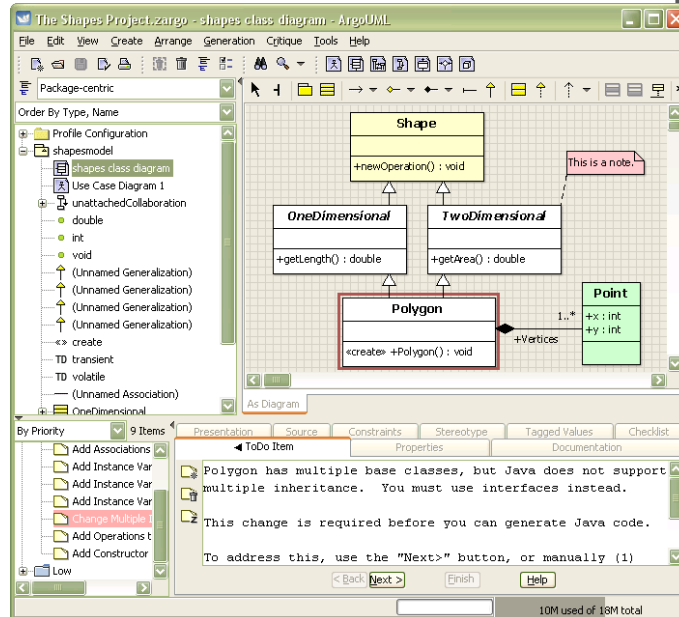 The Shapes Project.zargo - shapes class diagram - ArgoUML
File Edit View Create Arrange Generation Critique Tools Help
Package-centric
Order By Type, Name
Profile Configuration
shapesmodel
shapes class diagram
Use Case Diagram 1
unattachedCollaboration
double
int
void
(Unnamed Generalization)
(Unnamed Generalization)
(Unnamed Generalization)
(Unnamed Generalization)
«» create
TD transient
TD volatile
(Unnamed Association)
OneDimensional
Shape
+newOperation() : void
This is a note.
OneDimensional
+getLength() : double
TwoDimensional
+getArea() : double
Polygon
«create» +Polygon() : void
1..*
+Vertices
Point
+x : int
+y : int
As Diagram
By Priority
9 Items
Add Associations
Add Instance Var
Add Instance Var
Add Instance Var
Change Multiple I
Add Operations t
Add Constructor
Low
Presentation Source Constraints Stereotype Tagged Values Checklist
ToDo Item Properties Documentation
Polygon has multiple base classes, but Java does not support
multiple inheritance. You must use interfaces instead.
This change is required before you can generate Java code.
To address this, use the "Next>" button, or manually (1)
< Back Next > Finish Help
10M used of 18M total